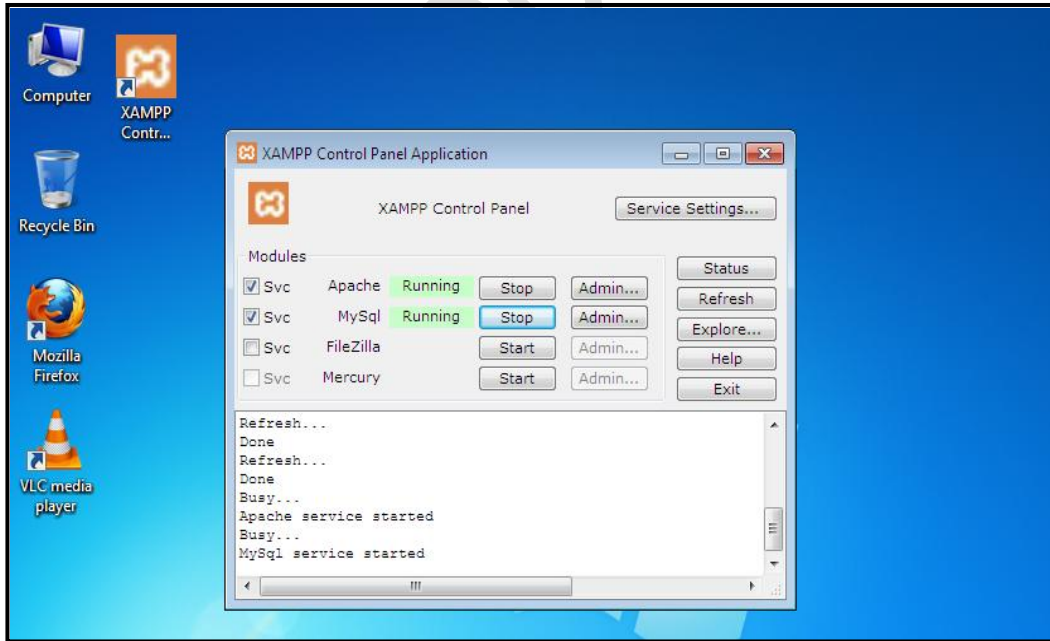 Computer
XAMPP
Contr...
Recycle Bin
Mozilla
Firefox
VLC media
player
XAMPP Control Panel Application
XAMPP Control Panel
Service Settings...
Modules
Svc Apache Running Stop Admin...
Svc MySql Running Stop Admin...
Svc FileZilla Start Admin...
Svc Mercury Start Admin...
Status
Refresh
Explore...
Help
Exit
Refresh...
Done
Refresh...
Done
Busy...
Apache service started
Busy...
MySql service started